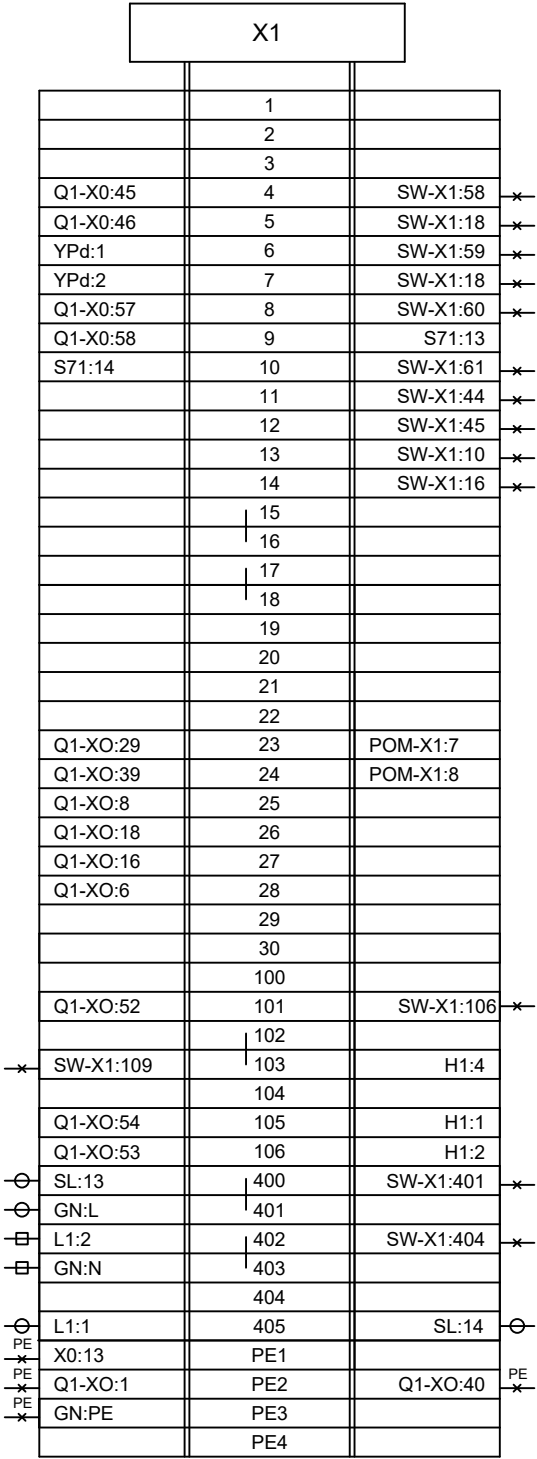 X1
1
2
3
Q1-X0:45 4 SW-X1:58
Q1-X0:46 5 SW-X1:18
YPd:1 6 SW-X1:59
YPd:2 7 SW-X1:18
Q1-X0:57 8 SW-X1:60
Q1-X0:58 9 S71:13
S71:14 10 SW-X1:61
11 SW-X1:44
12 SW-X1:45
13 SW-X1:10
14 SW-X1:16
15
16
17
18
19
20
21
22
Q1-XO:29 23 POM-X1:7
Q1-XO:39 24 POM-X1:8
Q1-XO:8 25
Q1-XO:18 26
Q1-XO:16 27
Q1-XO:6 28
29
30
100
Q1-XO:52 101 SW-X1:106
102
SW-X1:109 103 H1:4
104
Q1-XO:54 105 H1:1
Q1-XO:53 106 H1:2
SL:13 400 SW-X1:401
GN:L 401
L1:2 402 SW-X1:404
GN:N 403
404
L1:1 405 SL:14
PE X0:13 PE1
PE Q1-XO:1 PE2 Q1-XO:40 PE
PE GN:PE PE3
PE4